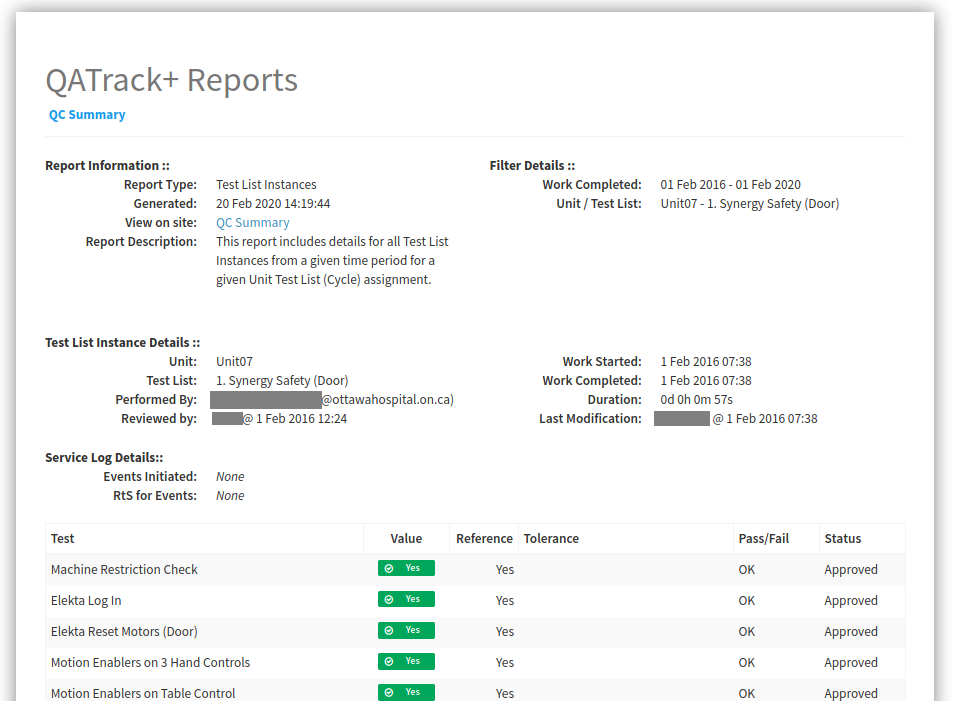 QATrack+ Reports
QC Summary
Report Information ::
Report Type: Test List Instances
Generated: 20 Feb 2020 14:19:44
View on site: QC Summary
Report Description: This report includes details for all Test List
Instances from a given time period for a
given Unit Test List (Cycle) assignment.
Filter Details ::
Work Completed: 01 Feb 2016 - 01 Feb 2020
Unit / Test List: Unit07 - 1. Synergy Safety (Door)
Test List Instance Details ::
Unit: Unit07
Test List: 1. Synergy Safety (Door)
Performed By: @ottawahospital.on.ca)
Reviewed by: @ 1 Feb 2016 12:24
Work Started: 1 Feb 2016 07:38
Work Completed: 1 Feb 2016 07:38
Duration: 0d 0h 0m 57s
Last Modification: @ 1 Feb 2016 07:38
Service Log Details::
Events Initiated: None
RtS for Events: None
Test Value Reference Tolerance Pass/Fail Status
Machine Restriction Check Yes Yes OK Approved
Elekta Log In Yes Yes OK Approved
Elekta Reset Motors (Door) Yes Yes OK Approved
Motion Enablers on 3 Hand Controls Yes Yes OK Approved
Motion Enablers on Table Control Yes Yes OK Approved